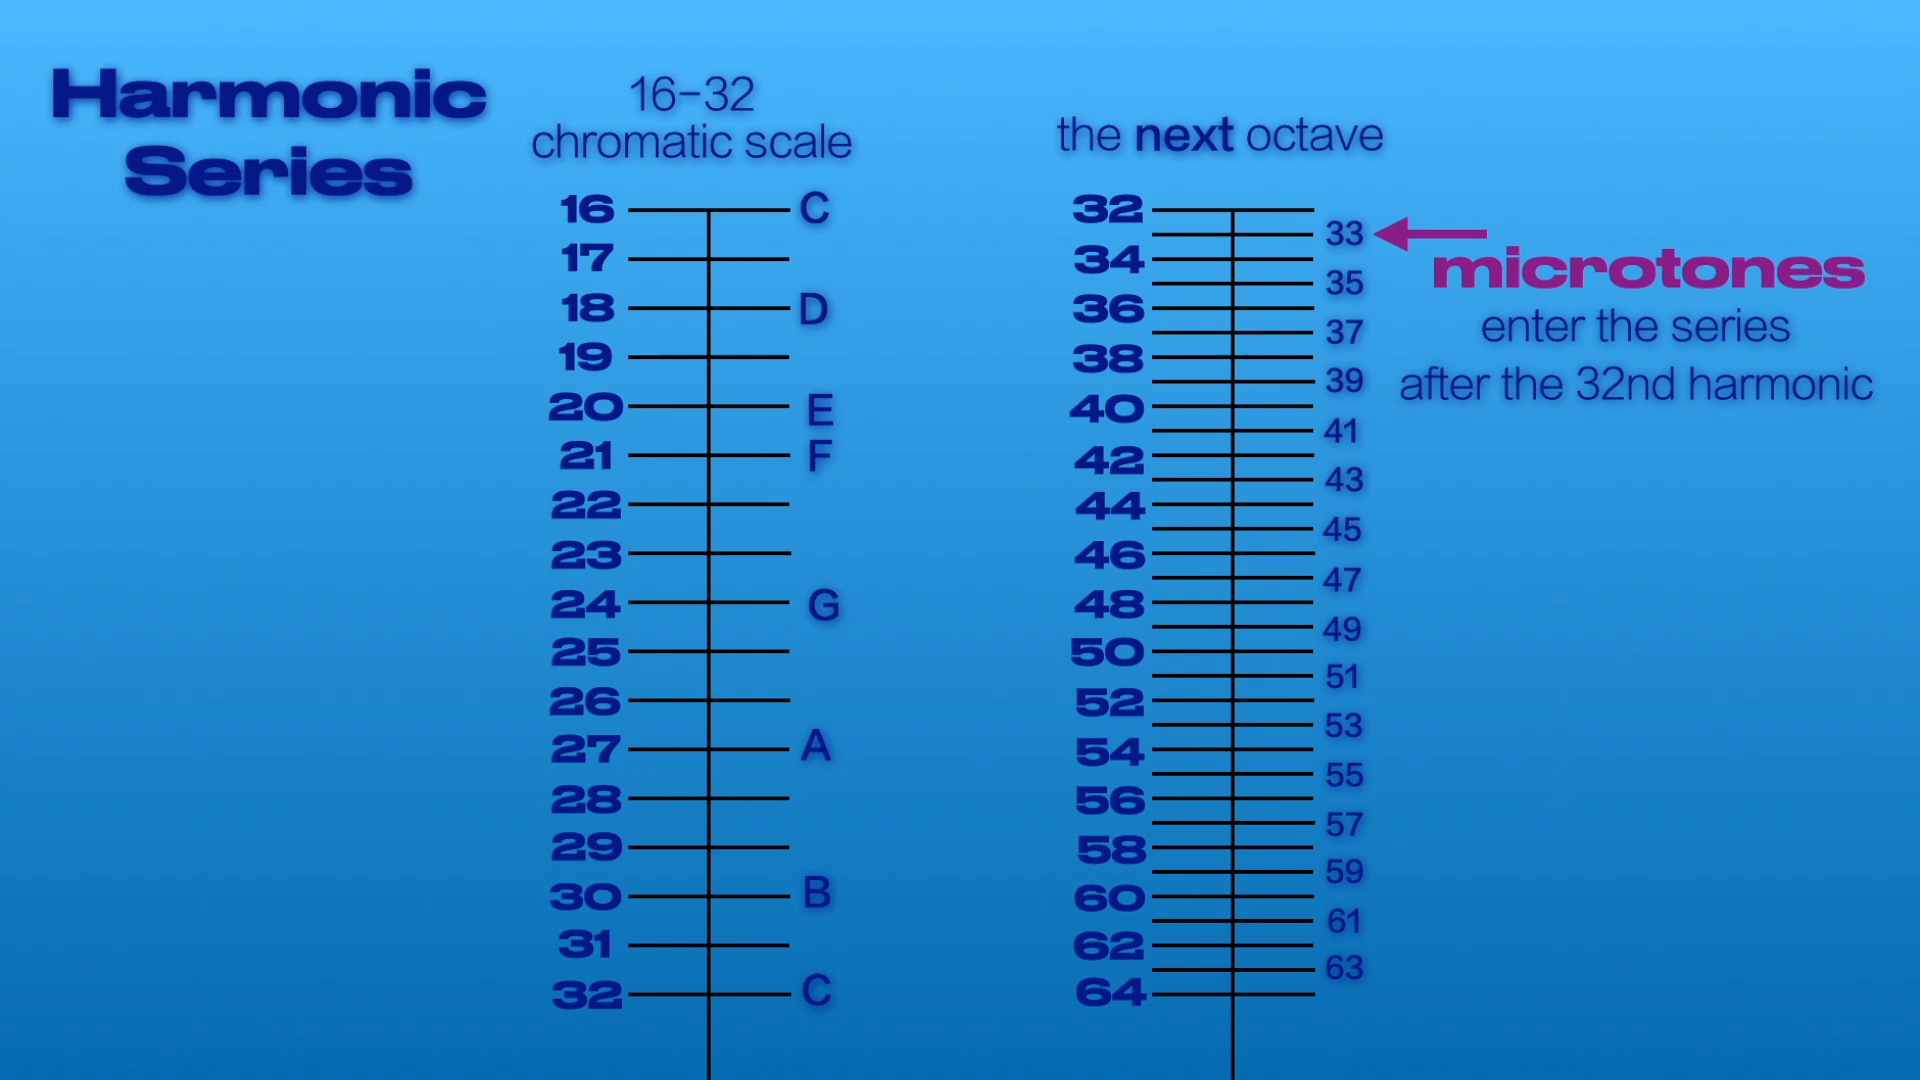 Harmonic
Series
16–32
chromatic scale
16 C
17
18 D
19
20 E
21 F
22
23
24 G
25
26
27 A
28
29
30 B
31
32 C
the next octave
32
33
34
35
36
37
38
39
40
41
42
43
44
45
46
47
48
49
50
51
52
53
54
55
56
57
58
59
60
61
62
63
64
microtones
enter the series
after the 32nd harmonic